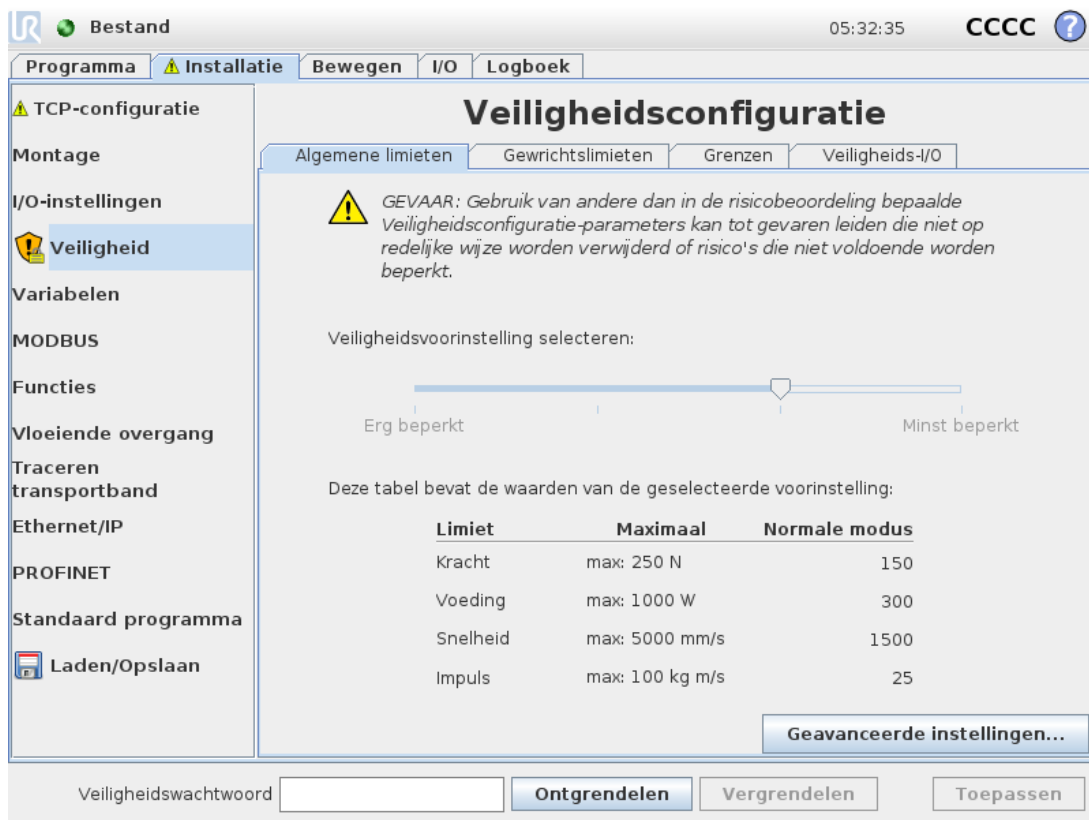 UR Bestand 05:32:35 CCCC ?
Programma Installatie Bewegen I/O Logboek
TCP-configuratie
Montage
I/O-instellingen
Veiligheid
Variabelen
MODBUS
Functies
Vloeiende overgang
Traceren
transportband
Ethernet/IP
PROFINET
Standaard programma
Laden/Opslaan
Veiligheidsconfiguratie
Algemene limieten Gewrichtslimieten Grenzen Veiligheids-I/O
GEVAAR: Gebruik van andere dan in de risicobeoordeling bepaalde
Veiligheidsconfiguratie-parameters kan tot gevaren leiden die niet op
redelijke wijze worden verwijderd of risico's die niet voldoende worden
beperkt.
Veiligheidsvoorinstelling selecteren:
Erg beperkt Minst beperkt
Deze tabel bevat de waarden van de geselecteerde voorinstelling:
Limiet Maximaal Normale modus
Kracht max: 250 N 150
Voeding max: 1000 W 300
Snelheid max: 5000 mm/s 1500
Impuls max: 100 kg m/s 25
Geavanceerde instellingen...
Veiligheidswachtwoord Ontgrendelen Vergrendelen Toepassen